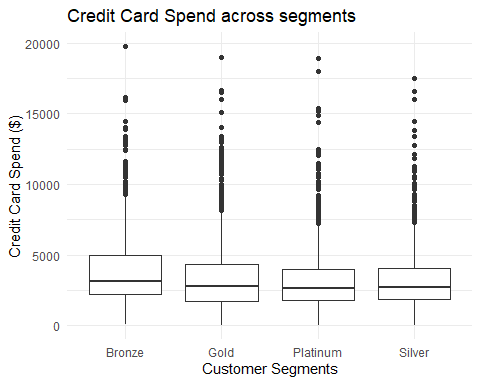 Credit Card Spend across segments
Credit Card Spend ($)
20000
15000
10000
5000
0
Bronze Gold Platinum Silver
Customer Segments